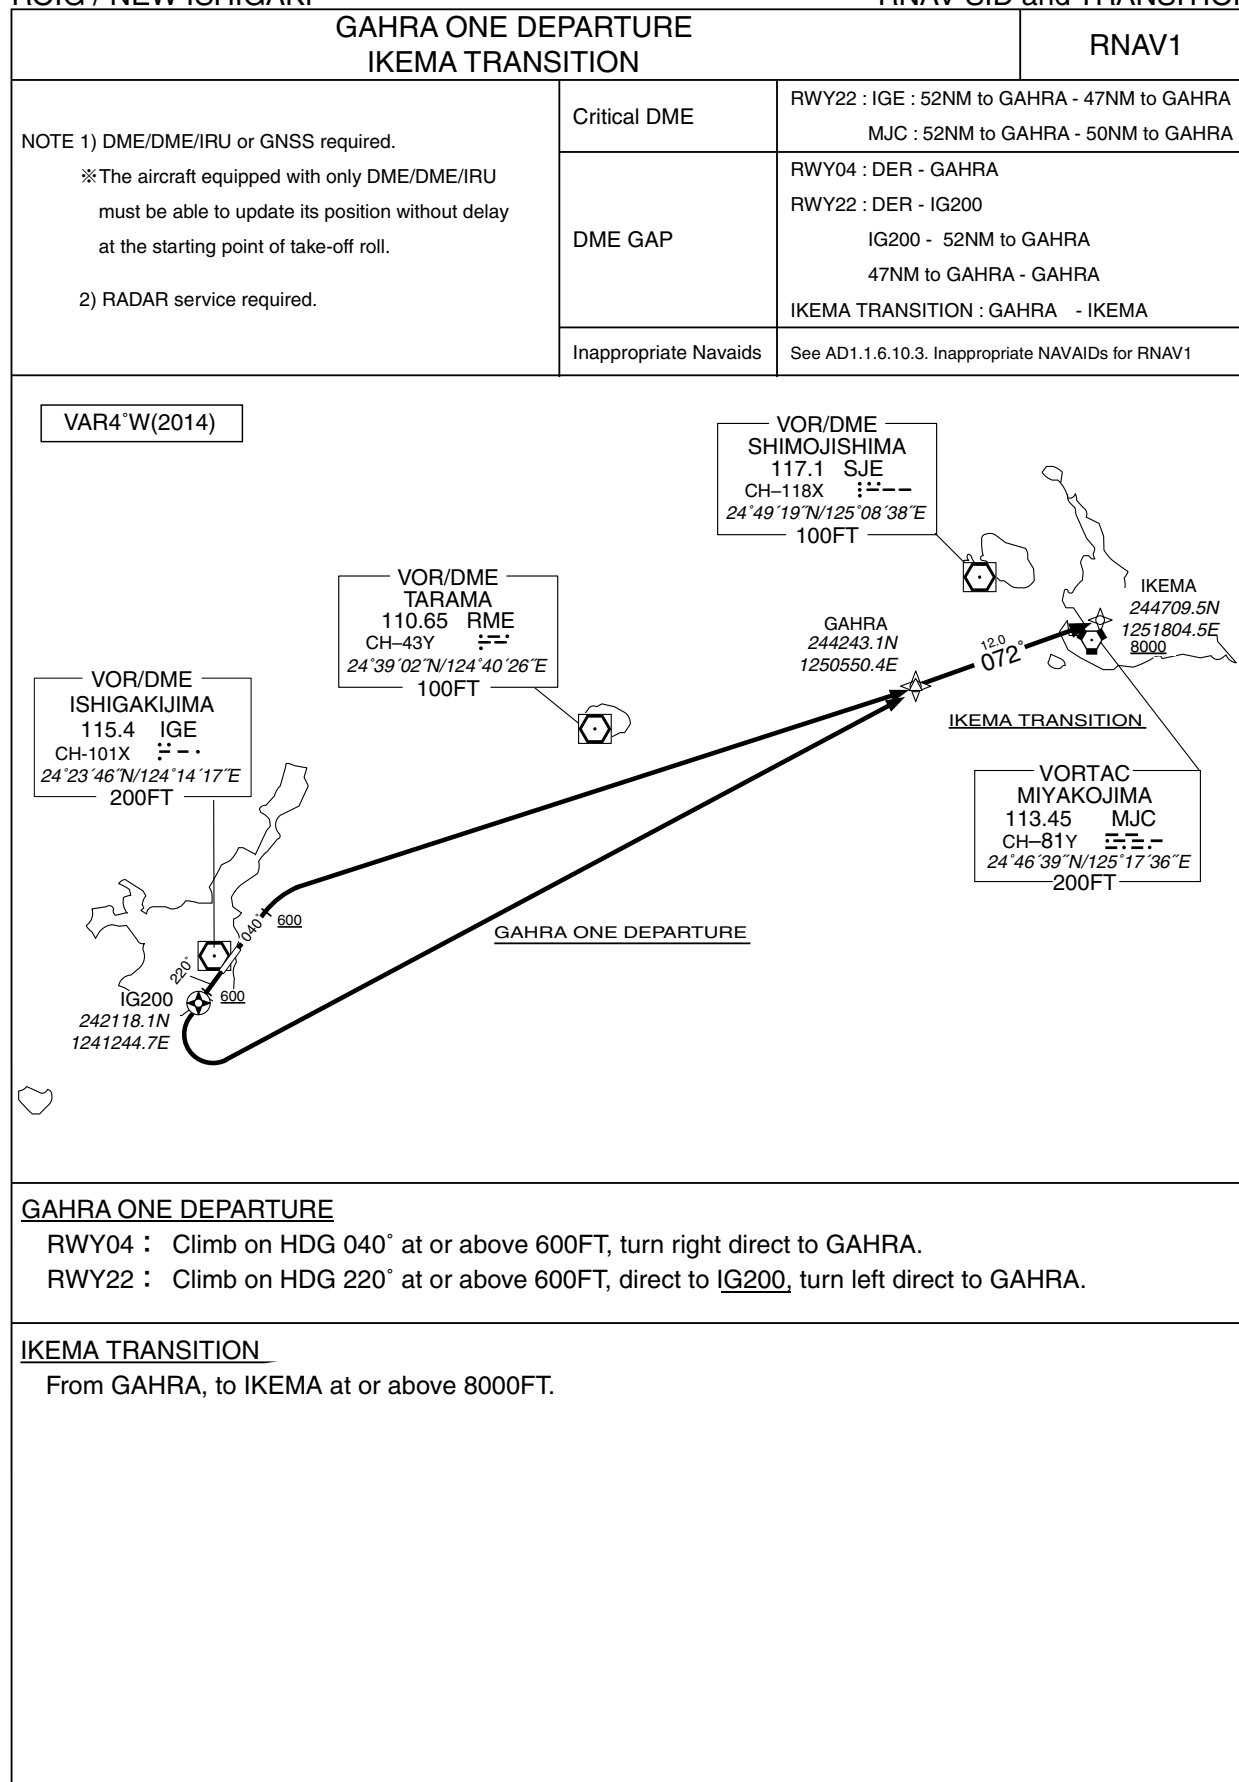 ROIG / NEW ISHIGAKI
RNAV SID and TRANSITION
GAHRA ONE DEPARTURE
IKEMA TRANSITION
RNAV1
NOTE 1) DME/DME/IRU or GNSS required.
※The aircraft equipped with only DME/DME/IRU
must be able to update its position without delay
at the starting point of take-off roll.
2) RADAR service required.
Critical DME
RWY22 : IGE : 52NM to GAHRA - 47NM to GAHRA
MJC : 52NM to GAHRA - 50NM to GAHRA
DME GAP
RWY04 : DER - GAHRA
RWY22 : DER - IG200
IG200 - 52NM to GAHRA
47NM to GAHRA - GAHRA
IKEMA TRANSITION : GAHRA - IKEMA
Inappropriate Navaids
See AD1.1.6.10.3. Inappropriate NAVAIDs for RNAV1
VAR4˚W(2014)
VOR/DME
SHIMOJISHIMA
117.1 SJE
CH–118X
24˚49´19˝N/125˚08´38˝E
100FT
VOR/DME
TARAMA
110.65 RME
CH–43Y
24˚39´02˝N/124˚40´26˝E
100FT
IKEMA
244709.5N
1251804.5E
8000
GAHRA
244243.1N
1250550.4E
12.0
072˚
IKEMA TRANSITION
VOR/DME
ISHIGAKIJIMA
115.4 IGE
CH-101X
24˚23´46˝N/124˚14´17˝E
200FT
VORTAC
MIYAKOJIMA
113.45 MJC
CH–81Y
24˚46´39˝N/125˚17´36˝E
200FT
040˚
600
GAHRA ONE DEPARTURE
220˚
600
IG200
242118.1N
1241244.7E
GAHRA ONE DEPARTURE
RWY04 : Climb on HDG 040˚ at or above 600FT, turn right direct to GAHRA.
RWY22 : Climb on HDG 220˚ at or above 600FT, direct to IG200, turn left direct to GAHRA.
IKEMA TRANSITION
From GAHRA, to IKEMA at or above 8000FT.